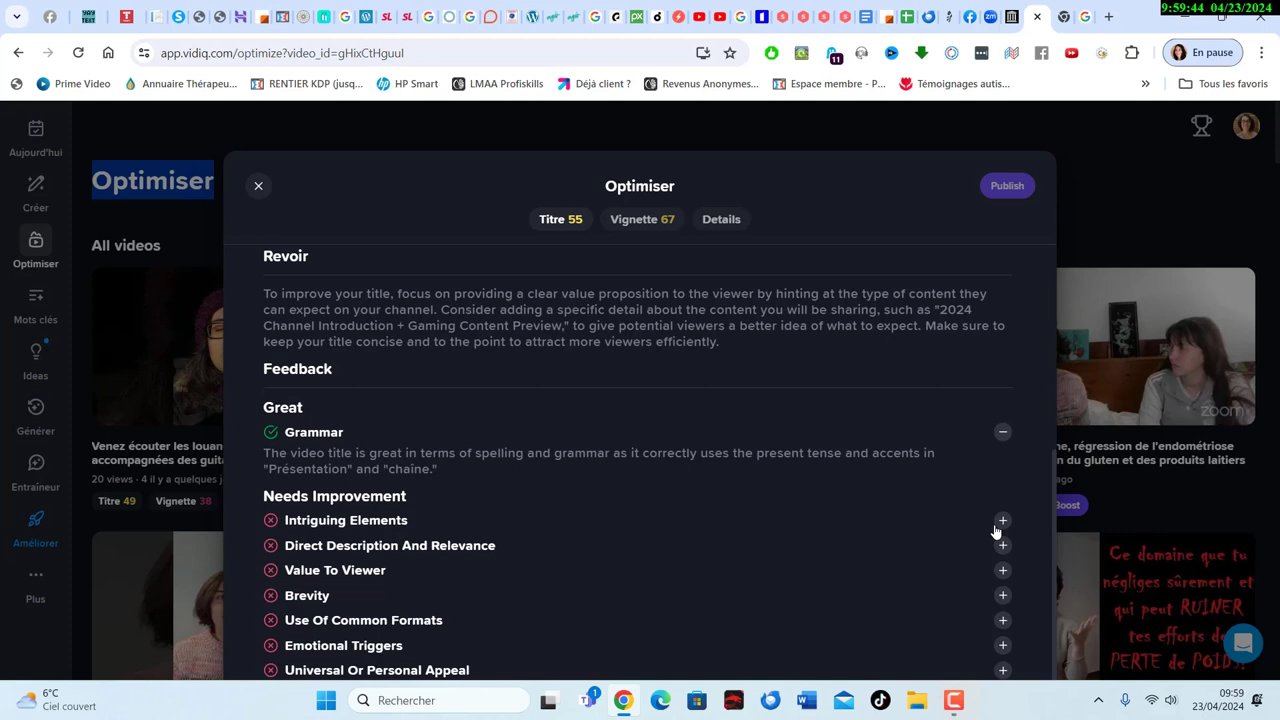 9:59:44 04/23/2024
app.vidiq.com/optimize?video_id=gHixCtHguuI
11
En pause
Prime Video
Annuaire Thérapeu...
RENTIER KDP (jusq...
HP Smart
LMAA Profiskills
Déjà client ?
Revenus Anonymes...
Espace membre - P...
Témoignages autis...
»
Tous les favoris
Aujourd'hui
Créer
Optimiser
Mots clés
Ideas
Générer
Entraîneur
Améliorer
Plus
Optimiser
All videos
Venez écouter les louan
accompagnées des guita
20 views · 4 il y a quelques j
Titre 49
Vignette 38
Optimiser
Publish
Titre 55
Vignette 67
Details
Revoir
To improve your title, focus on providing a clear value proposition to the viewer by hinting at the type of content they
can expect on your channel. Consider adding a specific detail about the content you will be sharing, such as "2024
Channel Introduction + Gaming Content Preview," to give potential viewers a better idea of what to expect. Make sure to
keep your title concise and to the point to attract more viewers efficiently.
Feedback
Great
Grammar
The video title is great in terms of spelling and grammar as it correctly uses the present tense and accents in
"Présentation" and "chaine."
Needs Improvement
Intriguing Elements
Direct Description And Relevance
Value To Viewer
Brevity
Use Of Common Formats
Emotional Triggers
Universal Or Personal Appeal
zoom
ne, régression de l'endométriose
on du gluten et des produits laitiers
ago
Boost
Ce domaine que tu
négliges sûrement et
qui peut RUINER
tes efforts de
PERTE de POIDS!
6°C
Ciel couvert
Rechercher
1
09:59
23/04/2024